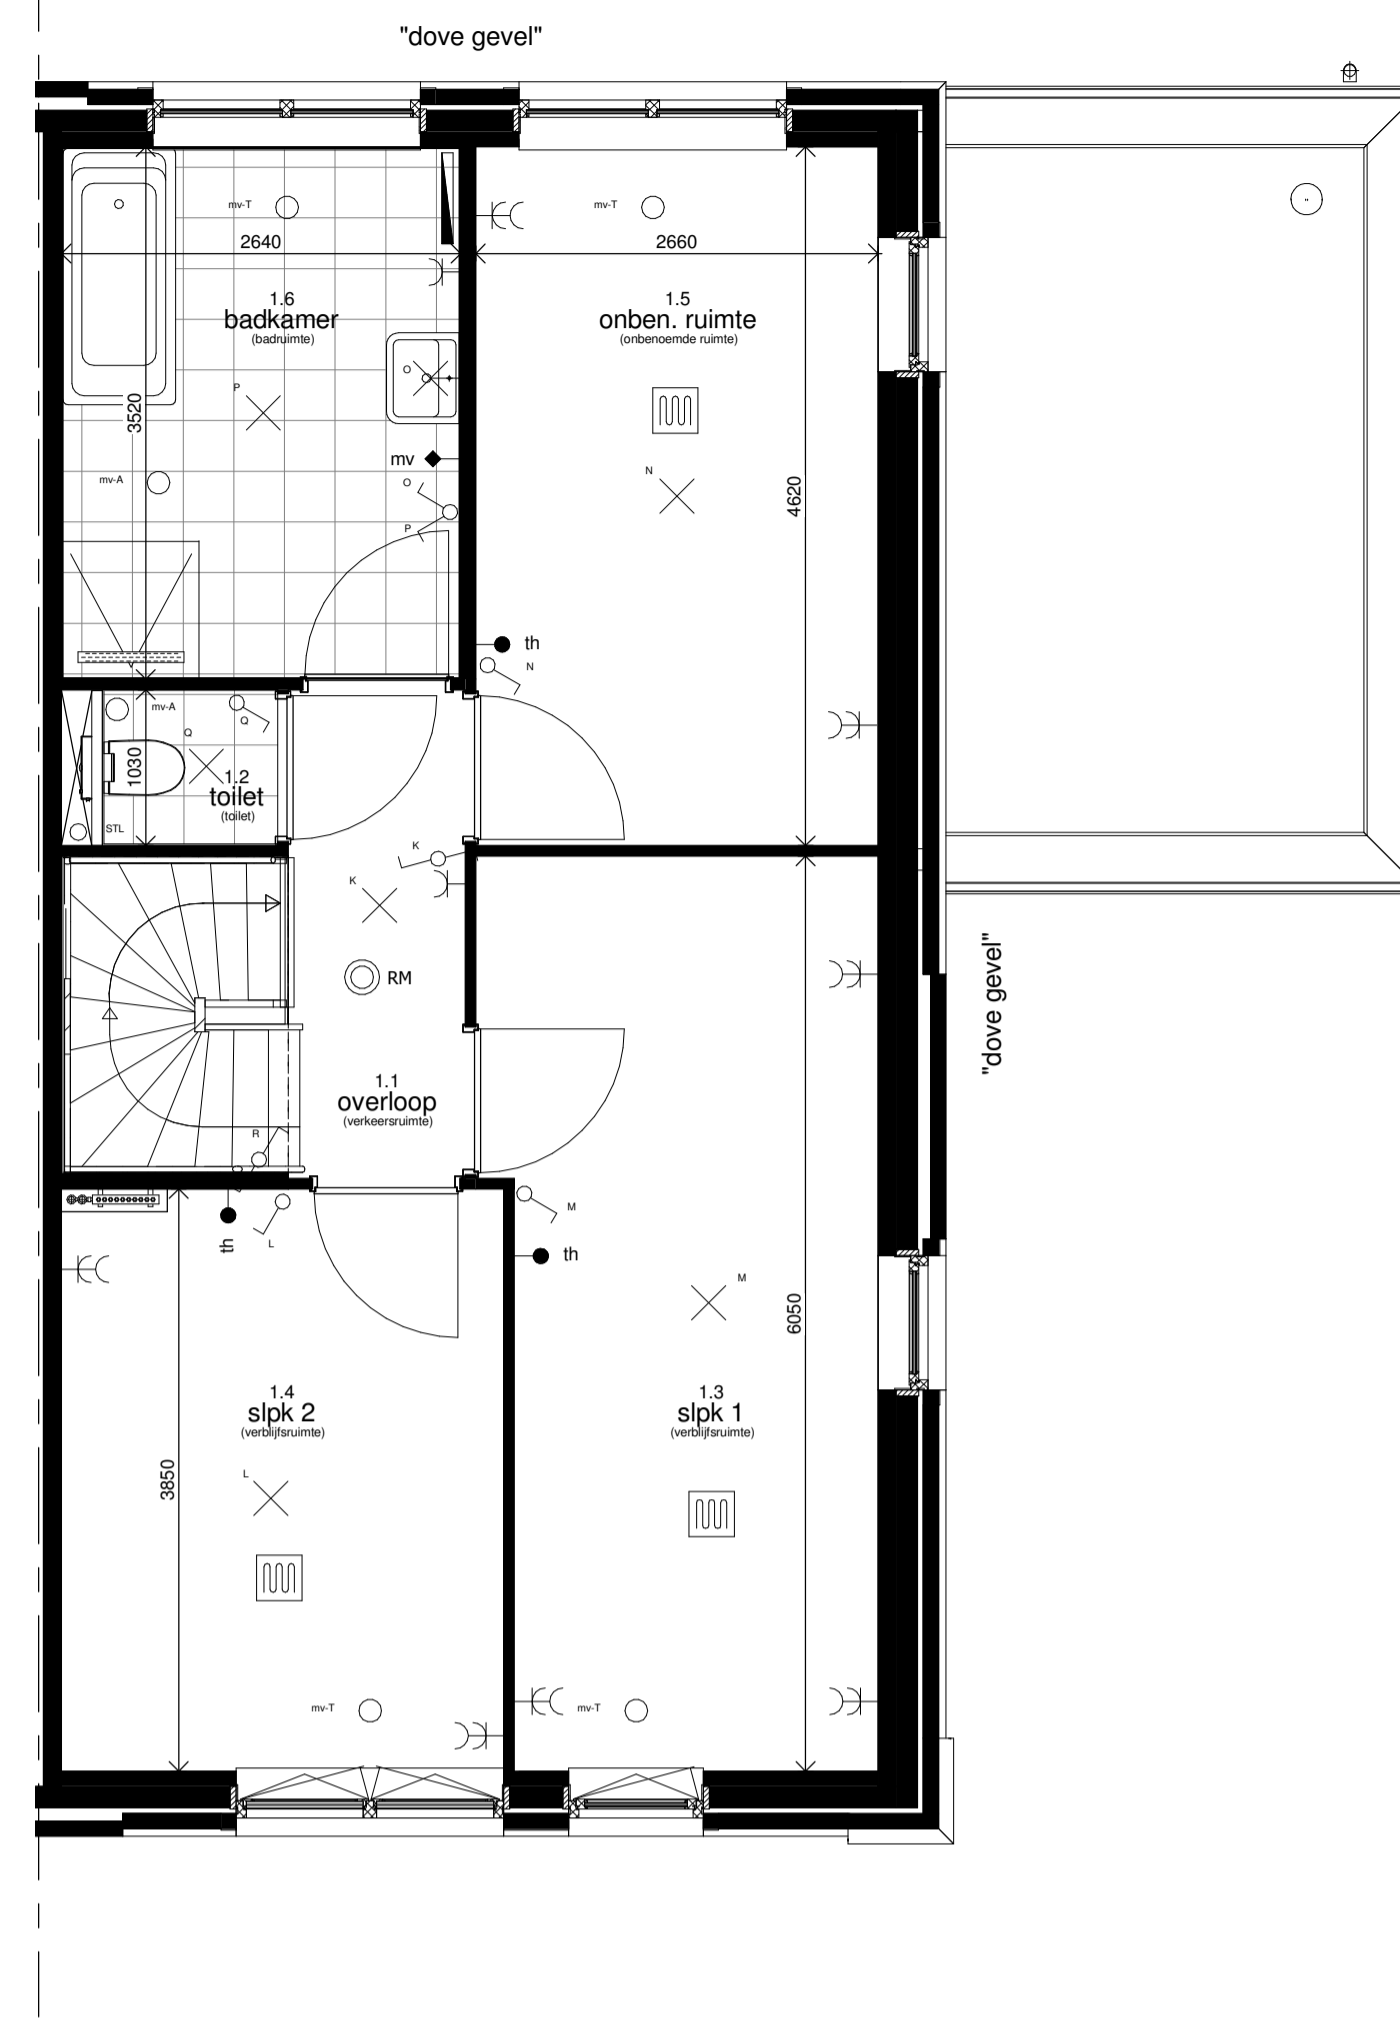 "dove gevel"
mv-T
2640
1.6
badkamer
(badruimte)
P
3520
O
mv
mv-A
O
P
mv-T
2660
1.5
onben. ruimte
(onbenoemde ruimte)
N
4620
th
N
mv-A
Q
Q
1030
1.2
toilet
(toilet)
STL
K
K
RM
1.1
overloop
(verkeersruimte)
R
"dove gevel"
th
L
M
th
M
6050
1.4
slpk 2
(verblijfsruimte)
1.3
slpk 1
(verblijfsruimte)
3850
L
mv-T
mv-T